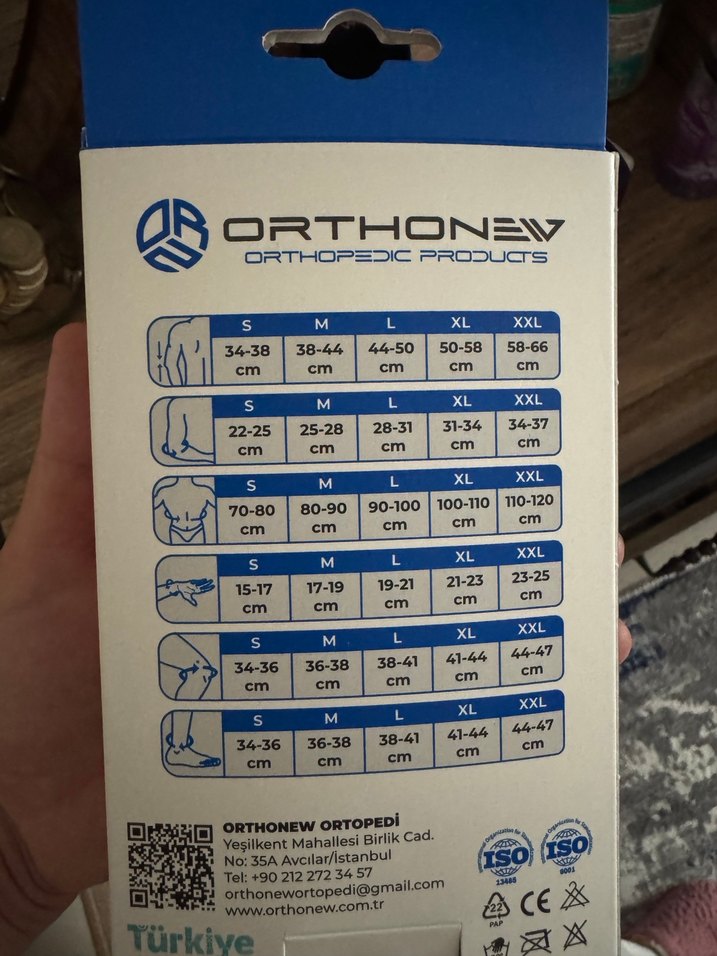 ORTHONEW
ORTHOPEDIC PRODUCTS
S M L XL XXL
34-38 cm 38-44 cm 44-50 cm 50-58 cm 58-66 cm
S M L XL XXL
22-25 cm 25-28 cm 28-31 cm 31-34 cm 34-37 cm
S M L XL XXL
70-80 cm 80-90 cm 90-100 cm 100-110 cm 110-120 cm
S M L XL XXL
15-17 cm 17-19 cm 19-21 cm 21-23 cm 23-25 cm
S M L XL XXL
34-36 cm 36-38 cm 38-41 cm 41-44 cm 44-47 cm
S M L XL XXL
34-36 cm 36-38 cm 38-41 cm 41-44 cm 44-47 cm
ORTHONEW ORTOPEDİ
Yeşilkent Mahallesi Birlik Cad.
No: 35A Avcılar/İstanbul
Tel: +90 212 272 34 57
orthonewortopedi@gmail.com
www.orthonew.com.tr
Türkiye
ISO
13485
ISO
9001
22
PAP
CE